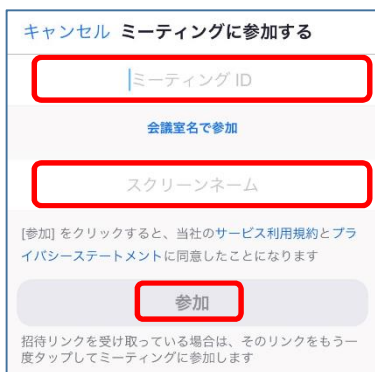 キャンセル ミーティングに参加する
ミーティング ID
会議室名で参加
スクリーンネーム
[参加] をクリックすると、当社のサービス利用規約とプラ
イバシーステートメントに同意したことになります
参加
招待リンクを受け取っている場合は、そのリンクをもう一
度タップしてミーティングに参加します